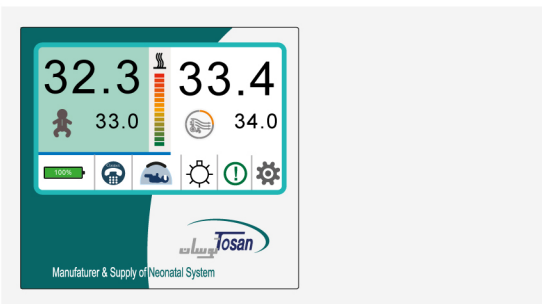 32.3 33.4
33.0 34.0
100%
Tosan
توسان
Manufaturer & Supply of Neonatal System